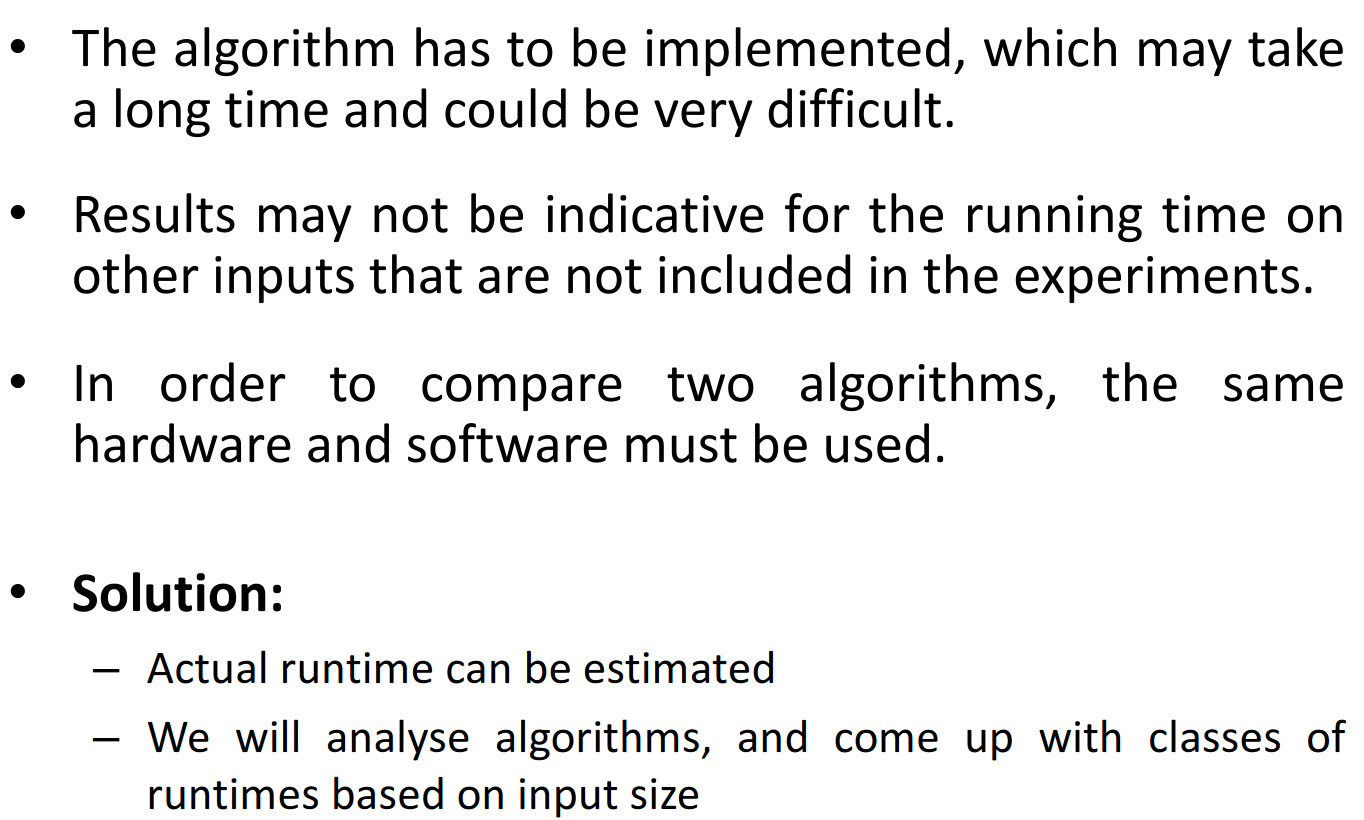 • The algorithm has to be implemented, which may take
a long time and could be very difficult.
• Results may not be indicative for the running time on
other inputs that are not included in the experiments.
• In order to compare two algorithms, the same
hardware and software must be used.
• Solution:
– Actual runtime can be estimated
– We will analyse algorithms, and come up with classes of
runtimes based on input size